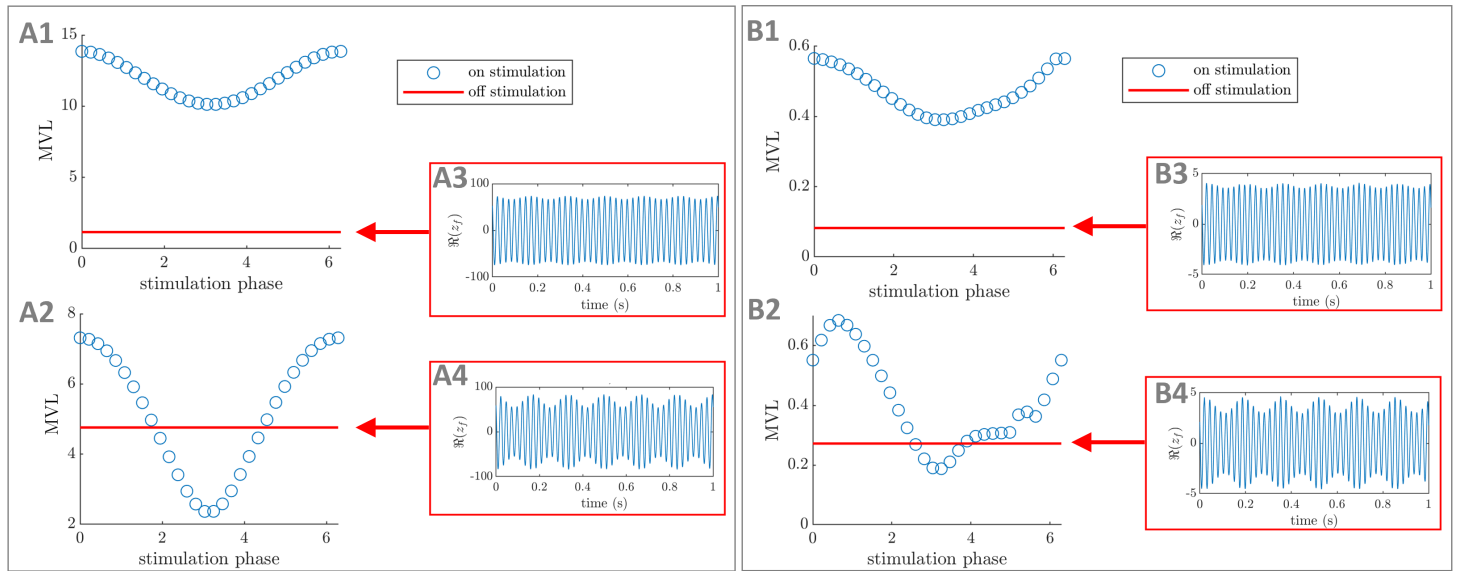 A1
15
10
5
0
MVL
0
2
4
6
stimulation phase
on stimulation
off stimulation
A3
100
0
-100
ℜ(z_f)
0
0.2
0.4
0.6
0.8
1
time (s)
A2
8
6
4
2
MVL
0
2
4
6
stimulation phase
A4
100
0
-100
ℜ(z_f)
0
0.2
0.4
0.6
0.8
1
time (s)
B1
0.6
0.4
0.2
0
MVL
0
2
4
6
stimulation phase
on stimulation
off stimulation
B3
5
0
-5
ℜ(z_f)
0
0.2
0.4
0.6
0.8
1
time (s)
B2
0.6
0.4
0.2
0
MVL
0
2
4
6
stimulation phase
B4
5
0
-5
ℜ(z_f)
0
0.2
0.4
0.6
0.8
1
time (s)